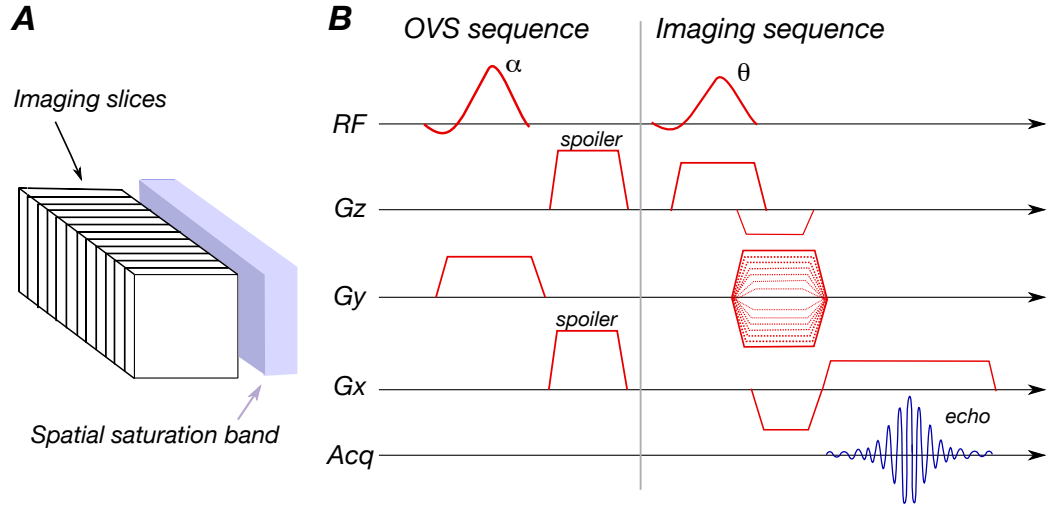 A
Imaging slices
Spatial saturation band
B
OVS sequence
Imaging sequence
α
θ
RF
spoiler
Gz
Gy
spoiler
Gx
echo
Acq